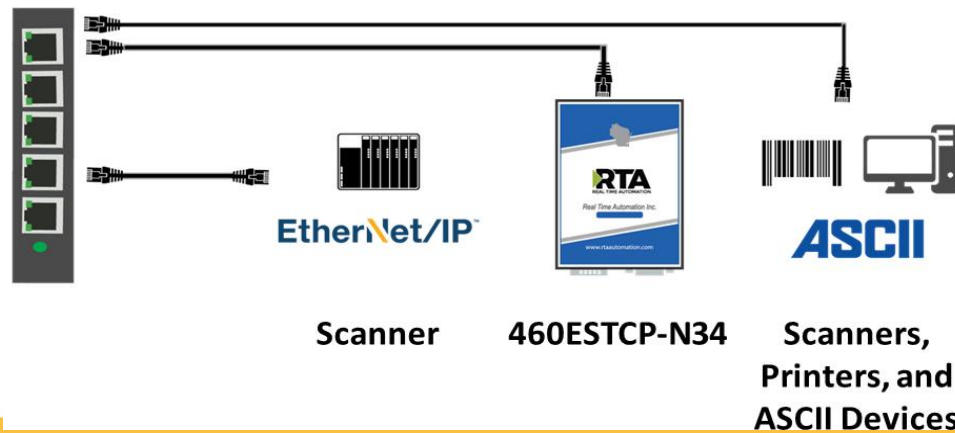 RTA
REAL TIME AUTOMATION
Real Time Automation Inc.
www.rtaautomation.com
EtherNet/IP™
ASCII
Scanner
460ESTCP-N34
Scanners,
Printers, and
ASCII Devices